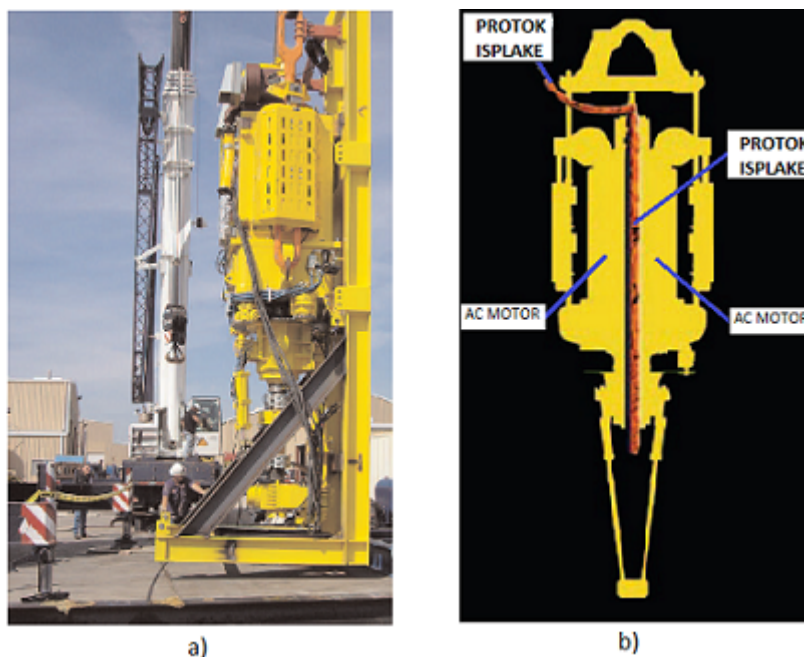 PROTOK
ISPLAKE
PROTOK
ISPLAKE
AC MOTOR
AC MOTOR
a)
b)